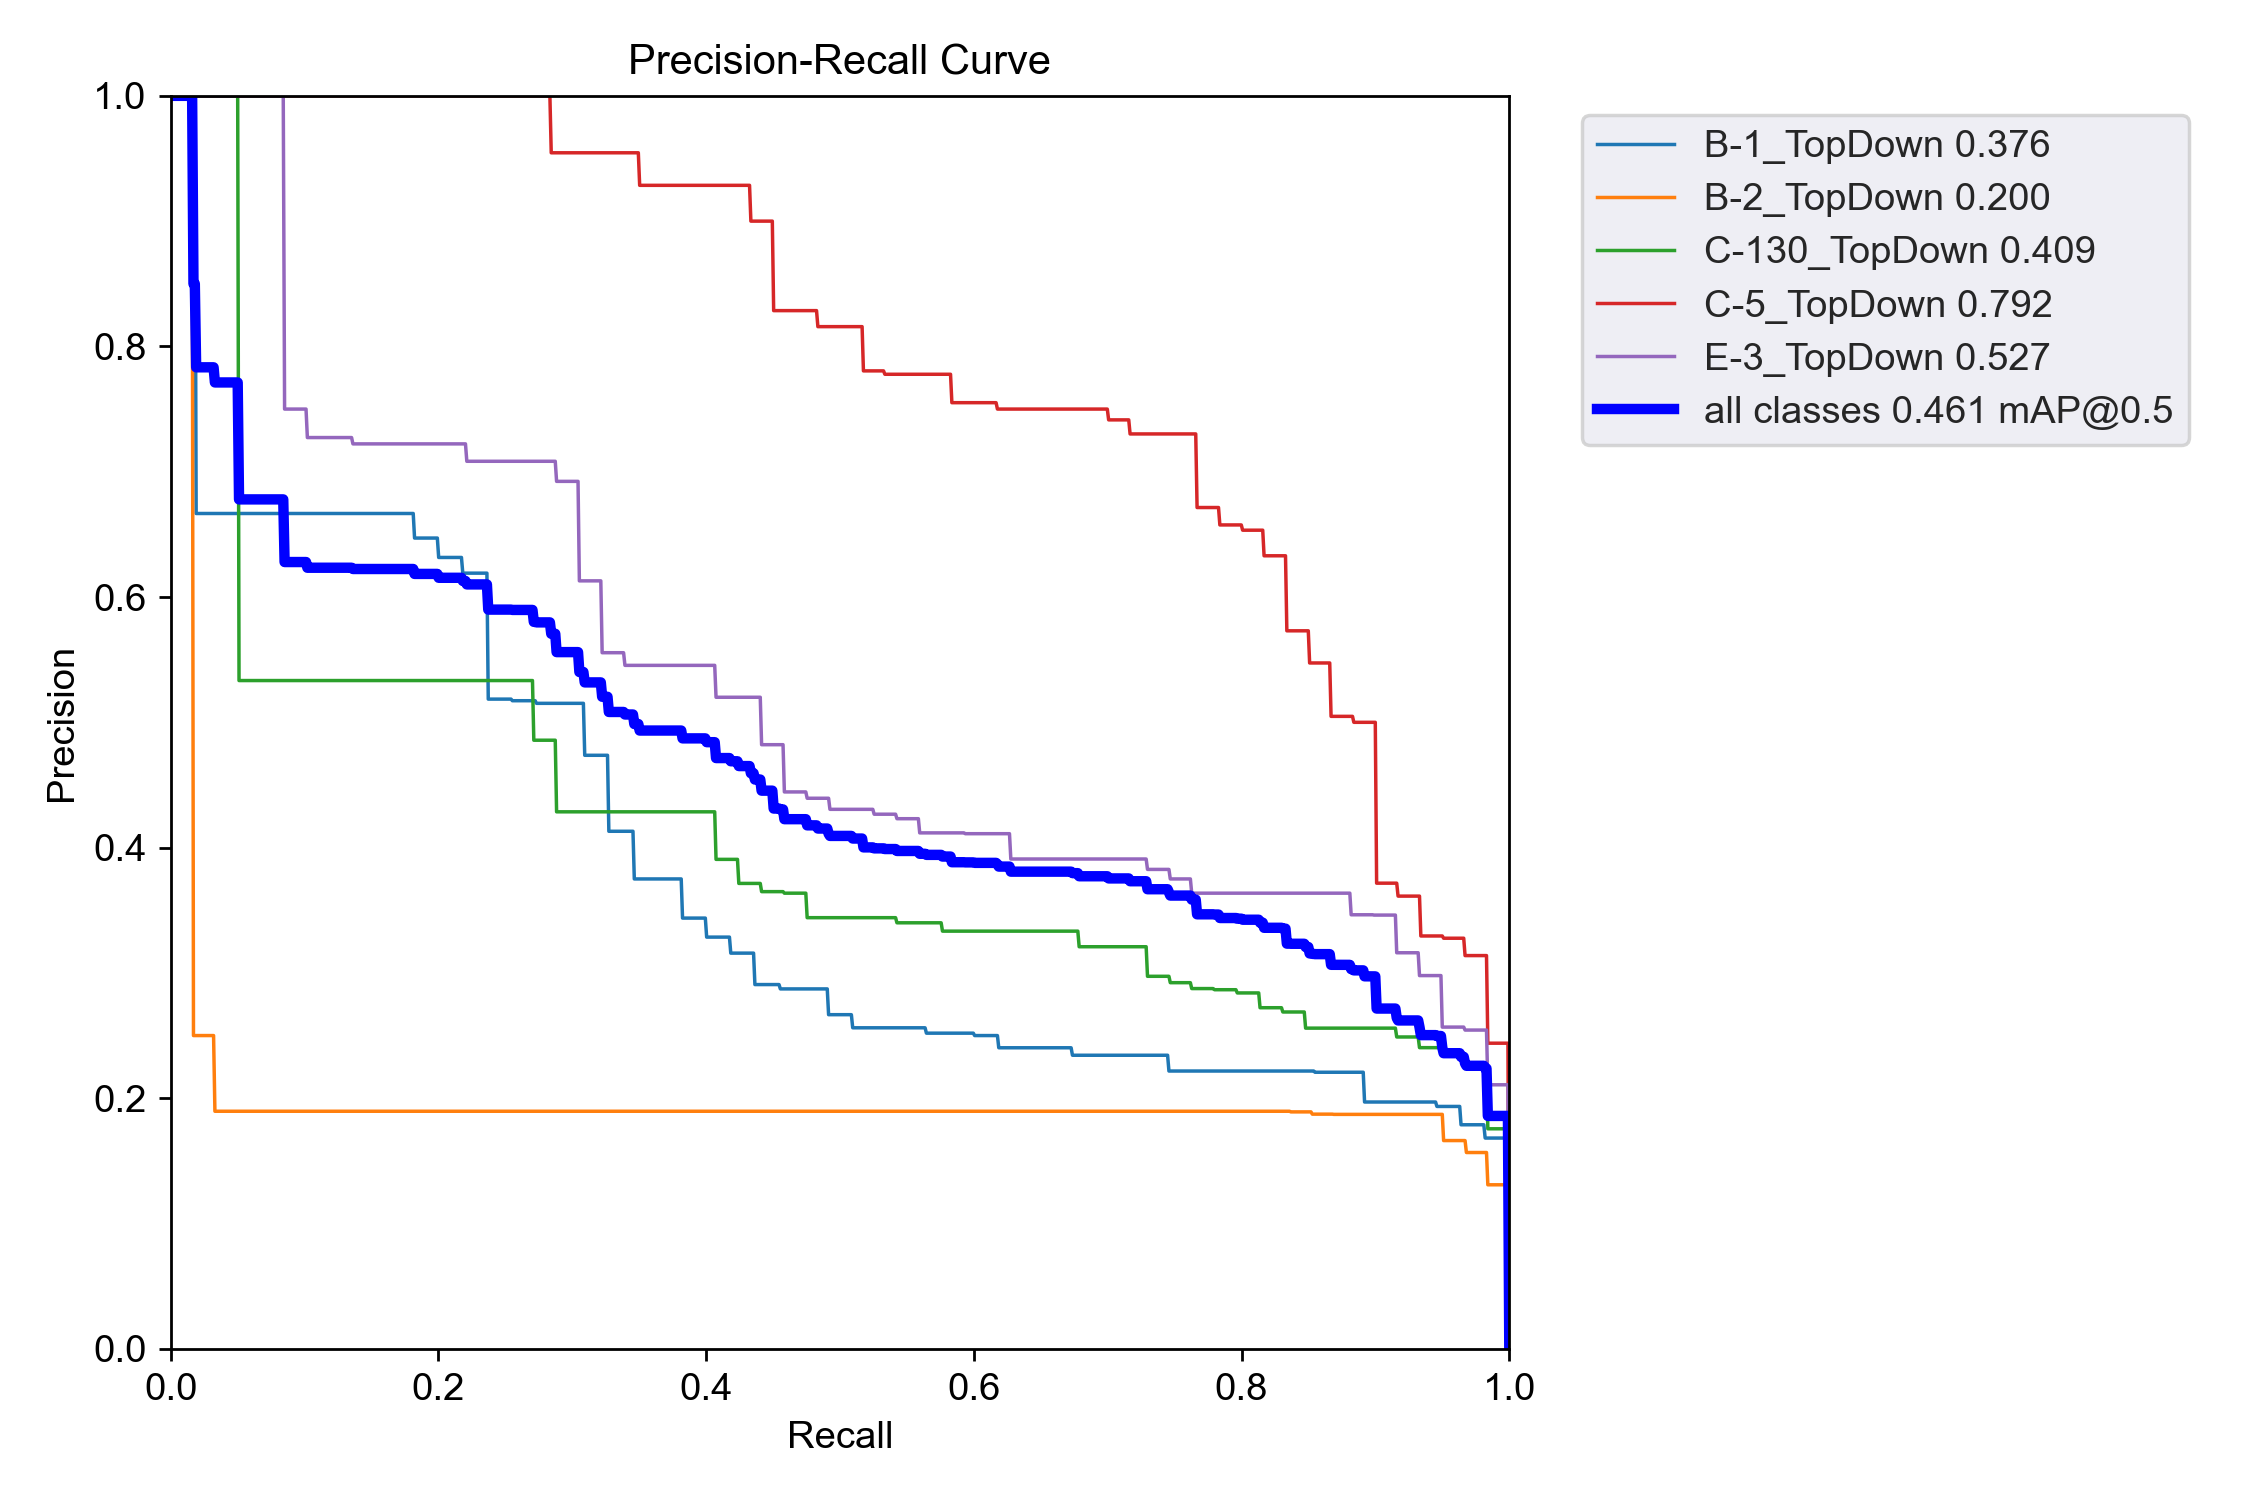 Precision-Recall Curve
1.0
0.8
0.6
0.4
0.2
0.0
Precision
0.0 0.2 0.4 0.6 0.8 1.0
Recall
B-1_TopDown 0.376
B-2_TopDown 0.200
C-130_TopDown 0.409
C-5_TopDown 0.792
E-3_TopDown 0.527
all classes 0.461 mAP@0.5